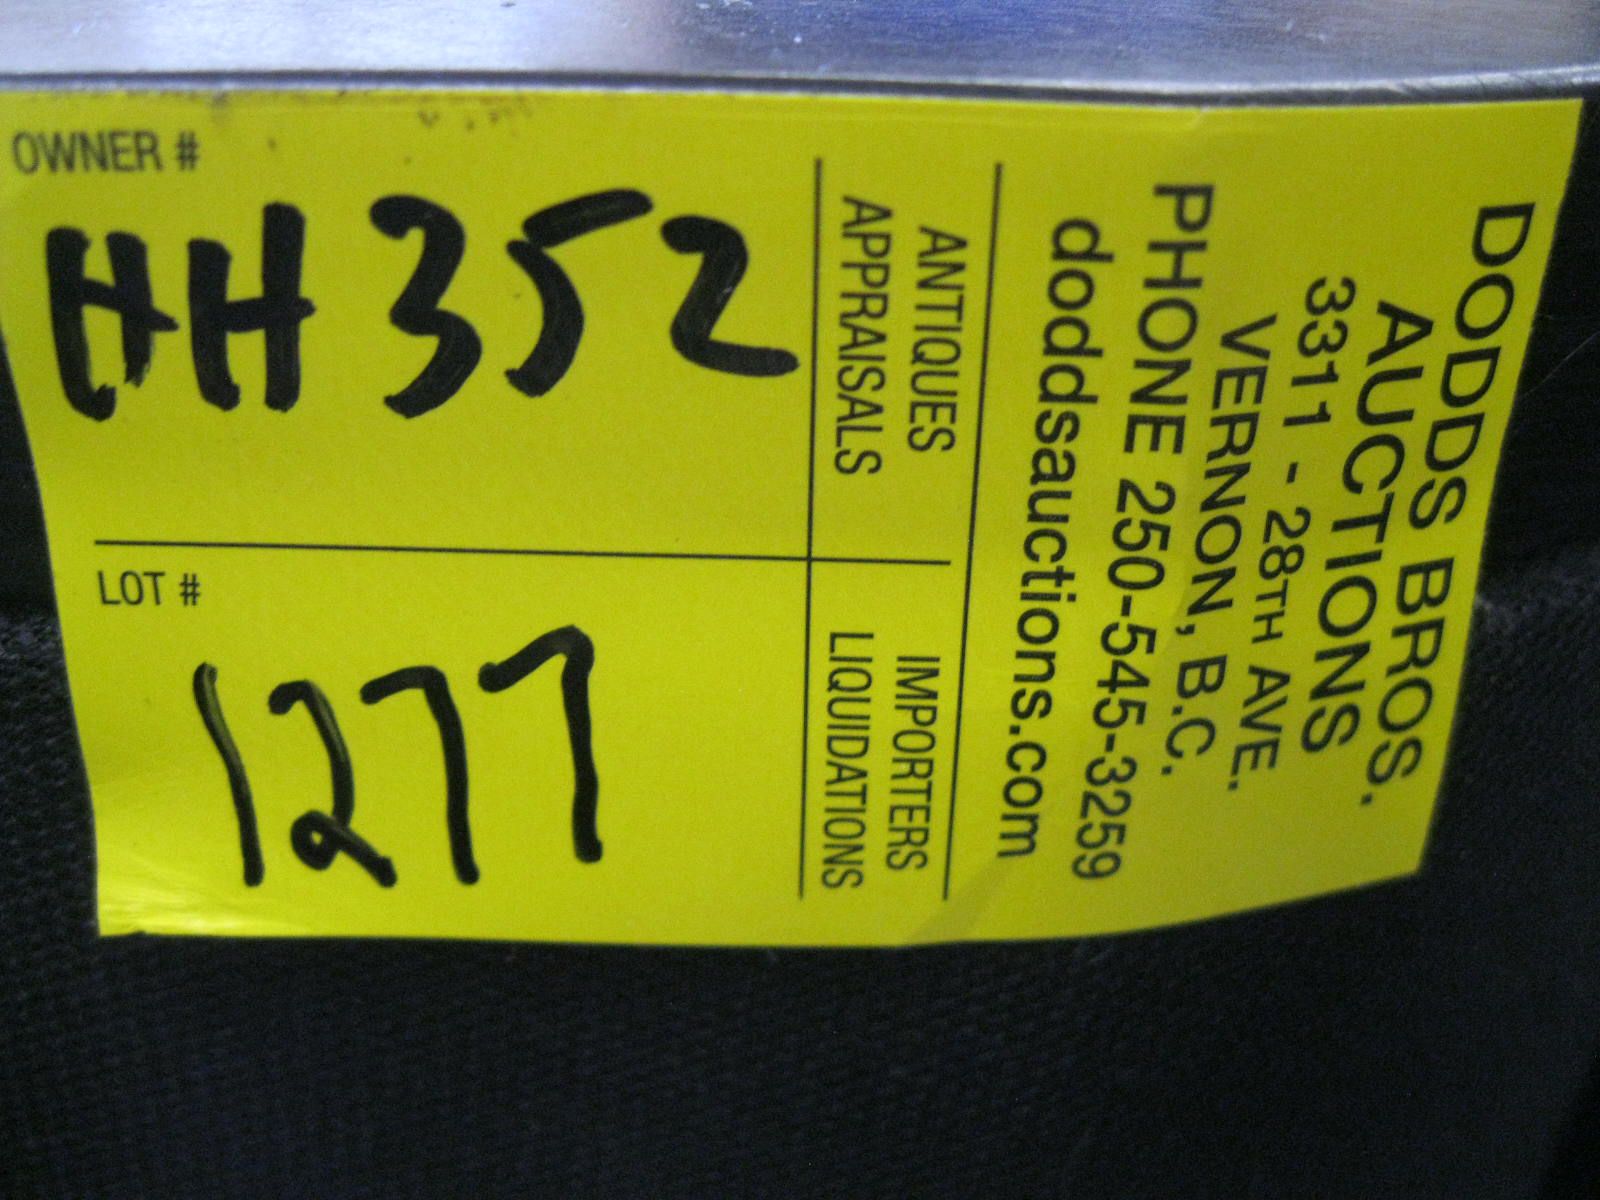 OWNER #
HH352
LOT #
1277
ANTIQUES
APPRAISALS
IMPORTERS
LIQUIDATIONS
DODDS BROS.
AUCTIONS
3311 - 28TH AVE.
VERNON, B.C.
PHONE 250-545-3259
doddsauctions.com